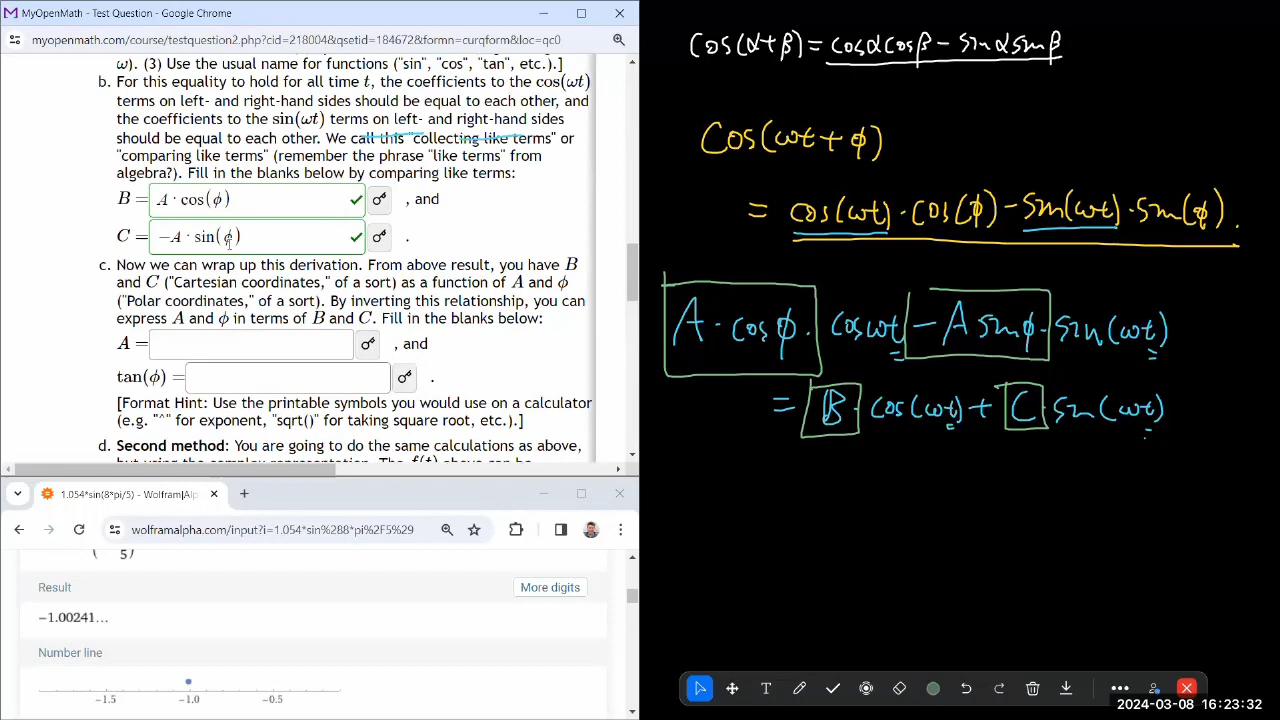 MyOpenMath - Test Question - Google Chrome
myopenmath.com/course/testquestion2.php?cid=218004&qsetid=184672&formn=curqform&loc=qc0
ω). (3) Use the usual name for functions ("sin", "cos", "tan", etc.).]
b. For this equality to hold for all time t, the coefficients to the cos(ωt)
terms on left- and right-hand sides should be equal to each other, and
the coefficients to the sin(ωt) terms on left- and right-hand sides
should be equal to each other. We call this "collecting like terms" or
"comparing like terms" (remember the phrase "like terms" from
algebra?). Fill in the blanks below by comparing like terms:
B = A · cos(ϕ) , and
C = −A · sin(ϕ) .
c. Now we can wrap up this derivation. From above result, you have B
and C ("Cartesian coordinates," of a sort) as a function of A and ϕ
("Polar coordinates," of a sort). By inverting this relationship, you can
express A and ϕ in terms of B and C. Fill in the blanks below:
A = , and
tan(ϕ) = .
[Format Hint: Use the printable symbols you would use on a calculator
(e.g. "^" for exponent, "sqrt()" for taking square root, etc.).]
d. Second method: You are going to do the same calculations as above,
1.054*sin(8*pi/5) - Wolfram|Alp
wolframalpha.com/input?i=1.054*sin%288*pi%2F5%29
( 5)
Result
More digits
−1.00241...
Number line
−1.5 −1.0 −0.5
cos(α+β) = cosαcosβ − sinαsinβ
Cos(ωt + ϕ)
= cos(ωt)·cos(ϕ) − sin(ωt)·sin(ϕ).
A · cosϕ · cosωt − A sinϕ · sin(ωt)
= B · cos(ωt) + C · sin(ωt)
T
2024-03-08 16:23:32